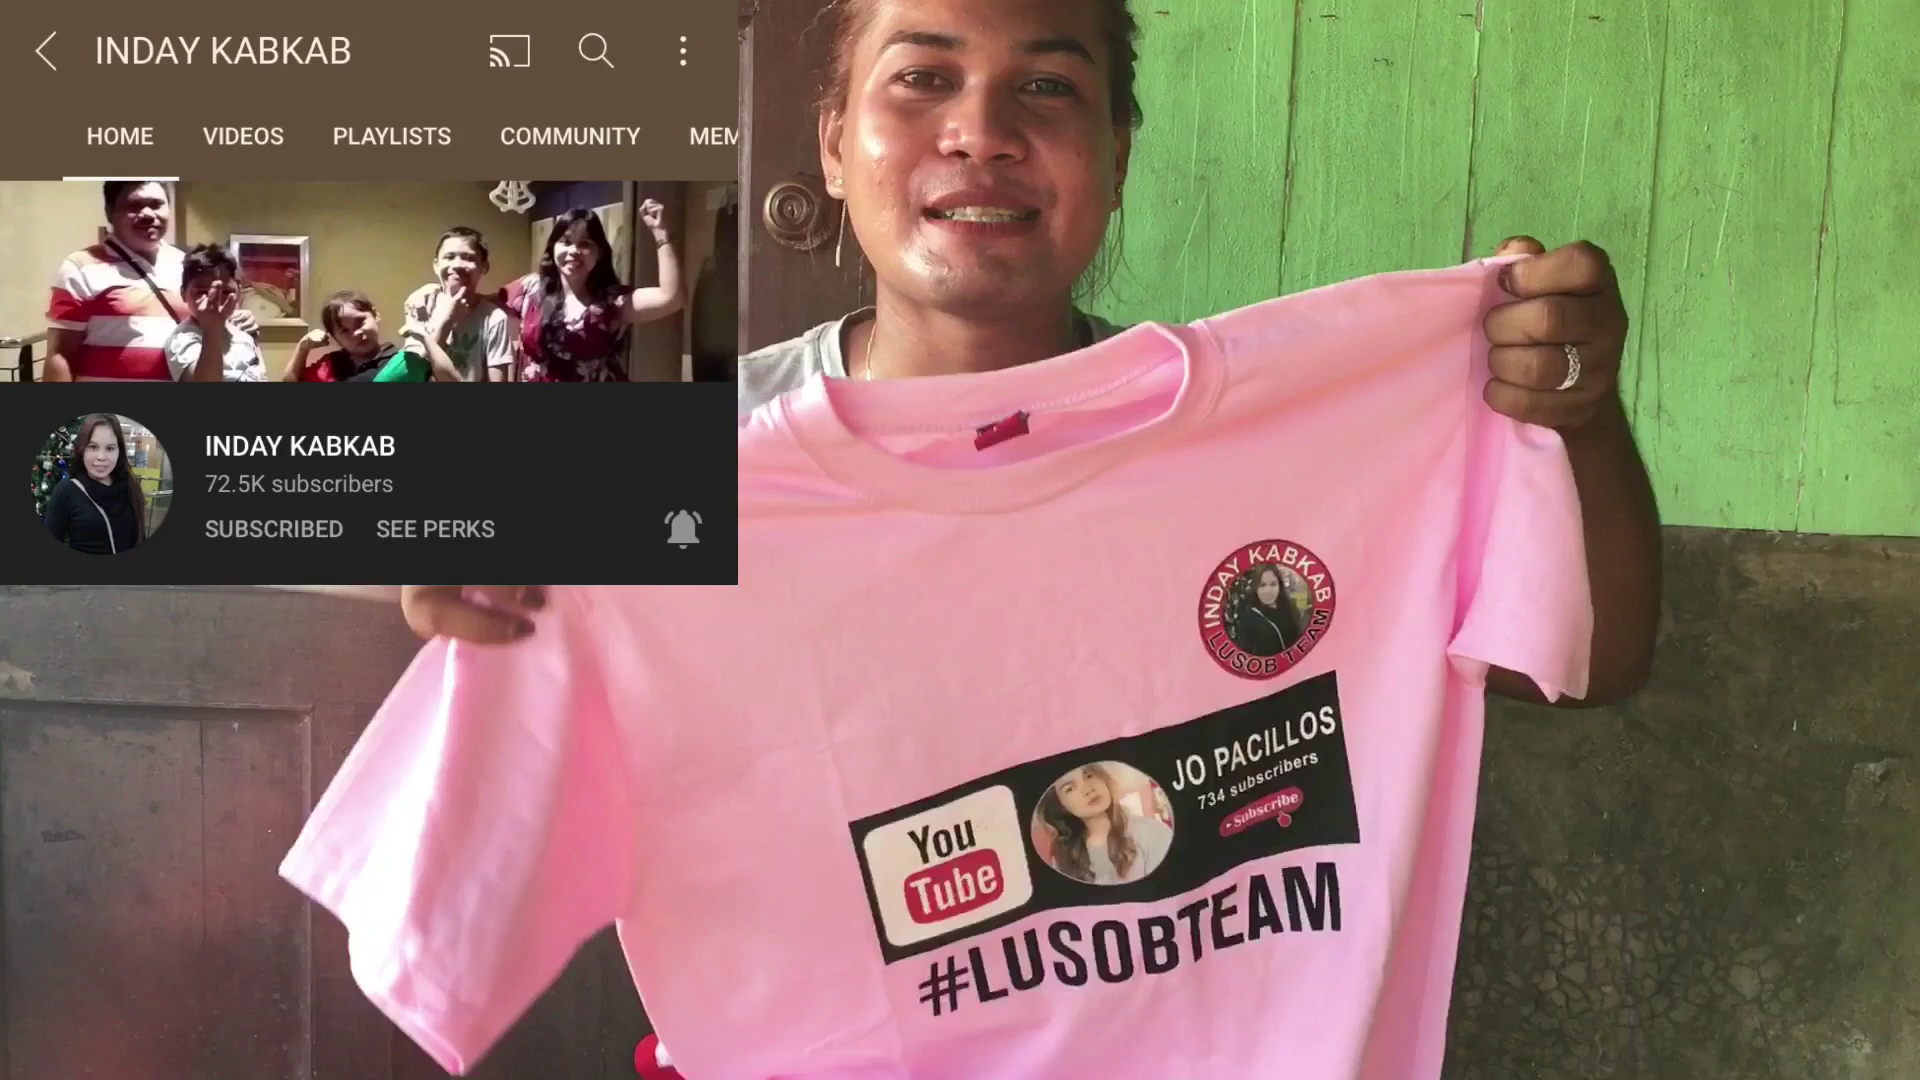 INDAY KABKAB
HOME VIDEOS PLAYLISTS COMMUNITY MEM
INDAY KABKAB
72.5K subscribers
SUBSCRIBED SEE PERKS
INDAY KABKAB
LUSOB TEAM
You
Tube
JO PACILLOS
734 subscribers
Subscribe
#LUSOBTEAM